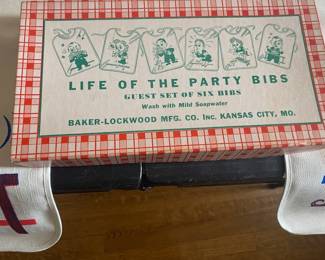 LIFE OF THE PARTY BIBS
GUEST SET OF SIX BIBS
Wash with Mild Soapwater
BAKER-LOCKWOOD MFG. CO. Inc. KANSAS CITY, MO.